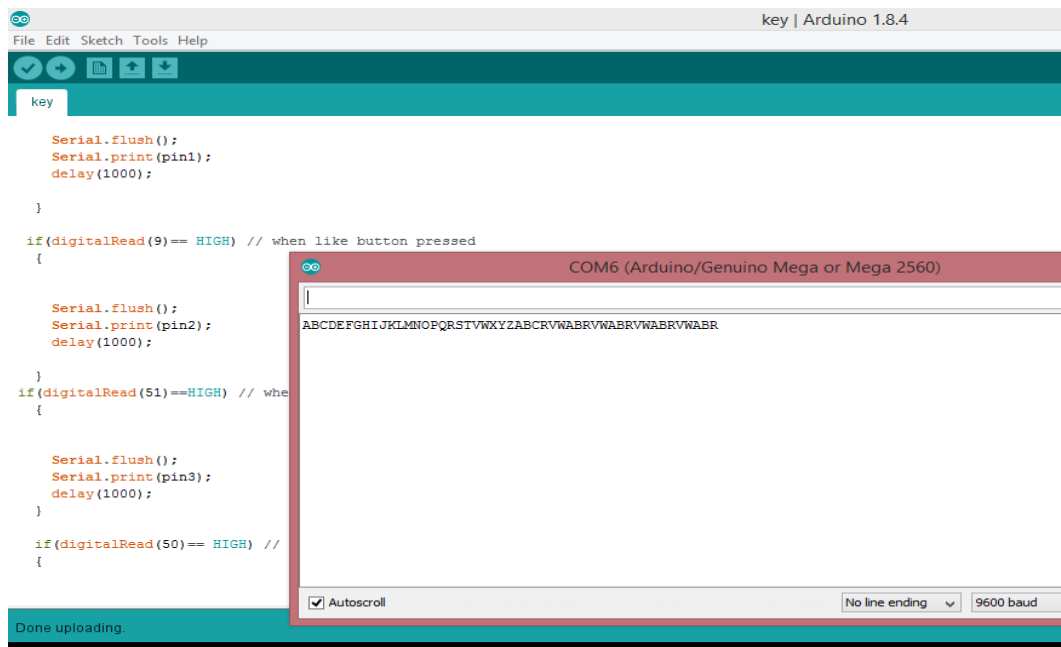 key | Arduino 1.8.4
File Edit Sketch Tools Help
key
Serial.flush();
Serial.print(pin1);
delay(1000);
}
if(digitalRead(9)== HIGH) // when like button pressed
{
Serial.flush();
Serial.print(pin2);
delay(1000);
}
if(digitalRead(51)==HIGH) // whe
{
Serial.flush();
Serial.print(pin3);
delay(1000);
}
if(digitalRead(50)== HIGH) //
{
COM6 (Arduino/Genuino Mega or Mega 2560)
ABCDEFGHIJKLMNOPQRSTVWXYZABCRVWABRVWABRVWABRVWABR
Autoscroll
No line ending
9600 baud
Done uploading.